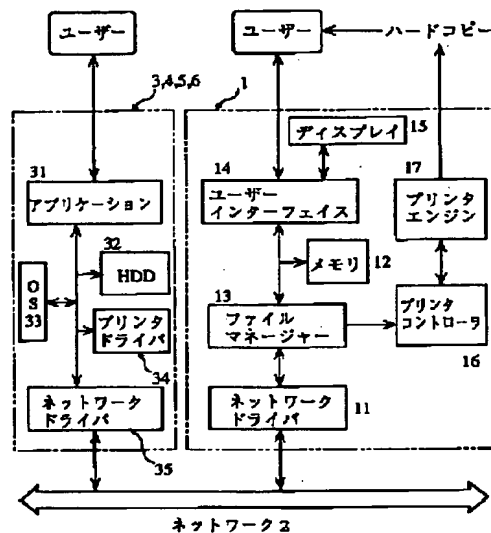 ユーザー
ユーザー
ハードコピー
3,4,5,6
1
ディスプレイ
15
31
アプリケーション
14
ユーザー
インターフェイス
17
プリンタ
エンジン
32
HDD
メモリ
12
OS
33
プリンタ
ドライバ
34
13
ファイル
マネージャー
プリンタ
コントローラ
16
ネットワーク
ドライバ
35
ネットワーク
ドライバ
11
ネットワーク2